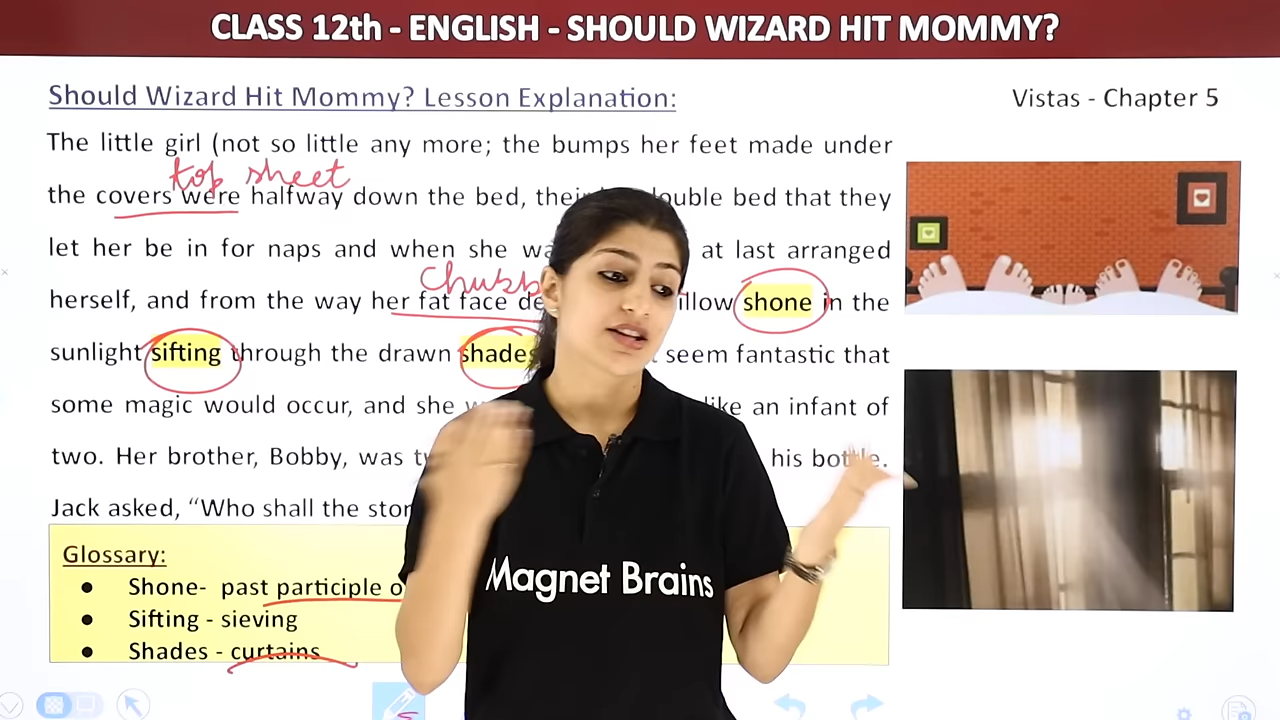 CLASS 12th - ENGLISH - SHOULD WIZARD HIT MOMMY?
Should Wizard Hit Mommy? Lesson Explanation:
Vistas - Chapter 5
The little girl (not so little any more; the bumps her feet made under
top sheet
the covers were halfway down the bed, their double bed that they
let her be in for naps and when she at last arranged
Chubb
herself, and from the way her fat face shone in the
sunlight sifting through the drawn shades seem fantastic that
some magic would occur, and she like an infant of
two. Her brother, Bobby, was his bottle.
Jack asked, “Who shall the
Glossary:
● Shone- past participle
● Sifting - sieving
● Shades - curtains
Magnet Brains